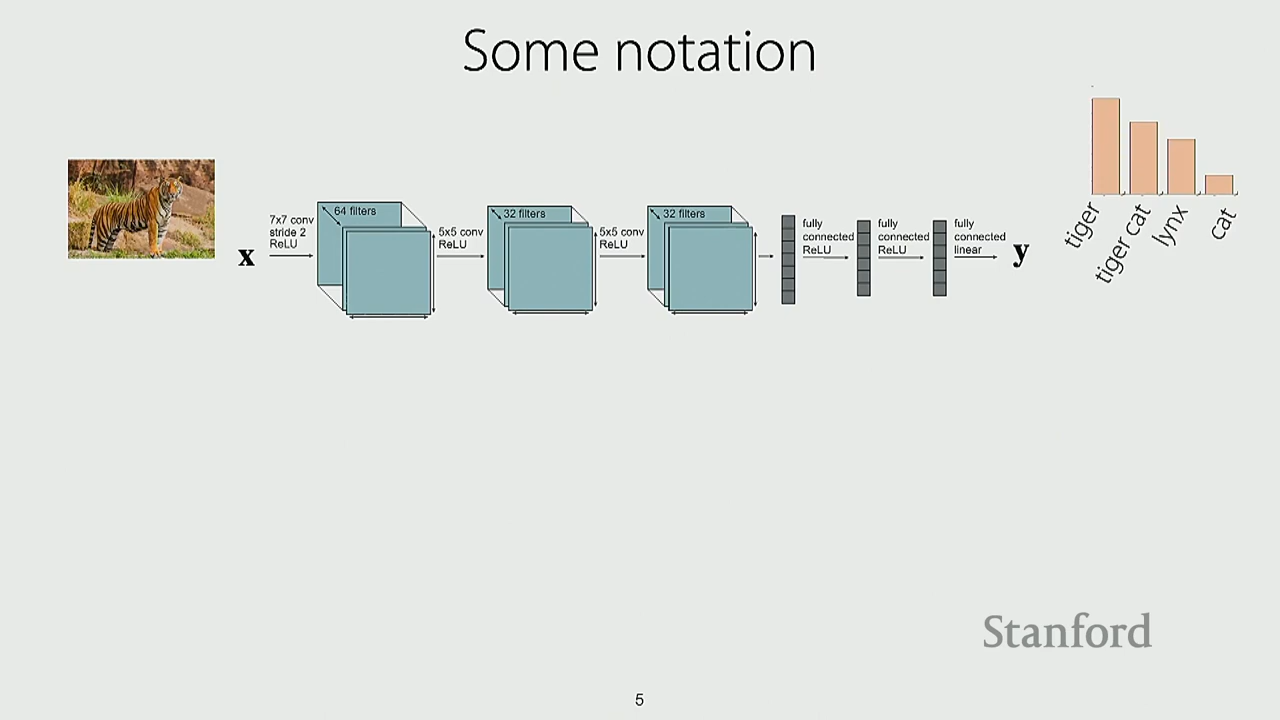 Some notation
x
7x7 conv
stride 2
ReLU
64 filters
5x5 conv
ReLU
32 filters
5x5 conv
ReLU
32 filters
fully
connected
ReLU
fully
connected
ReLU
fully
connected
linear
y
tiger
tiger cat
lynx
cat
Stanford
5